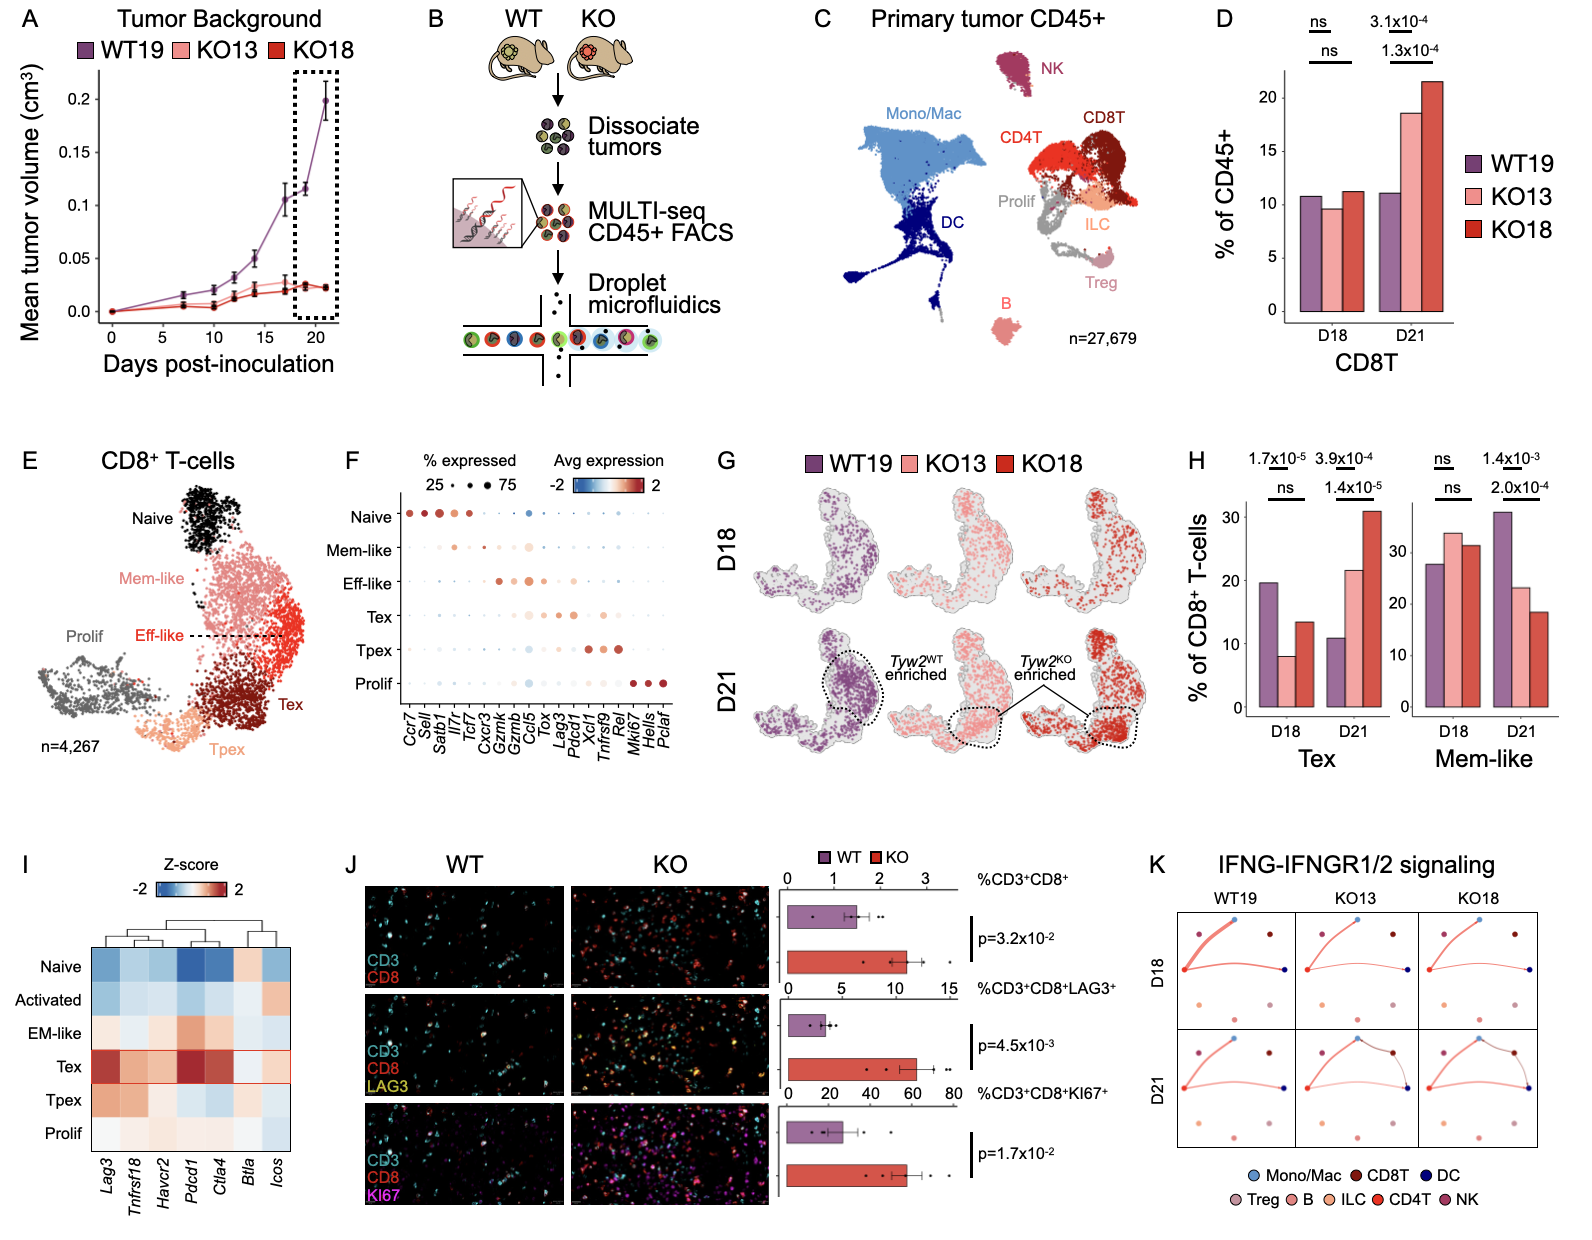 A
Tumor Background
WT19 KO13 KO18
Mean tumor volume (cm³)
0.2
0.15
0.1
0.05
0.0
0 5 10 15 20
Days post-inoculation
B
WT KO
Dissociate
tumors
MULTI-seq
CD45+ FACS
Droplet
microfluidics
C
Primary tumor CD45+
NK
Mono/Mac
CD4T
CD8T
Prolif
DC
ILC
Treg
B
n=27,679
D
ns 3.1x10⁻⁴
ns 1.3x10⁻⁴
% of CD45+
20
15
10
5
0
D18 D21
CD8T
WT19
KO13
KO18
E
CD8⁺ T-cells
Naive
Mem-like
Prolif
Eff-like
Tex
Tpex
n=4,267
F
% expressed
25 75
Avg expression
-2 2
Naive
Mem-like
Eff-like
Tex
Tpex
Prolif
Ccr7 Sell Satb1 Il7r Tcf7 Cxcr3 Gzmk Gzmb Ccl5 Tox Lag3 Pdcd1 Xcl1 Tnfrsf9 Rel Mki67 Hells Pclaf
G
WT19 KO13 KO18
D18
D21
Tyw2ᵂᵀ
enriched
Tyw2ᴷᴼ
enriched
H
1.7x10⁻⁵ 3.9x10⁻⁴
ns 1.4x10⁻⁵
% of CD8⁺ T-cells
30
20
10
0
D18 D21
Tex
ns 1.4x10⁻³
ns 2.0x10⁻⁴
30
20
10
0
D18 D21
Mem-like
I
Z-score
-2 2
Naive
Activated
EM-like
Tex
Tpex
Prolif
Lag3 Tnfrsf18 Havcr2 Pdcd1 Ctla4 Btla Icos
J
WT KO
CD3
CD8
CD3
CD8
LAG3
CD3
CD8
KI67
WT KO
0 1 2 3
%CD3⁺CD8⁺
p=3.2x10⁻²
0 5 10 15
%CD3⁺CD8⁺LAG3⁺
p=4.5x10⁻³
0 20 40 60 80
%CD3⁺CD8⁺KI67⁺
p=1.7x10⁻²
K
IFNG-IFNGR1/2 signaling
WT19 KO13 KO18
D18
D21
Mono/Mac CD8T DC
Treg B ILC CD4T NK